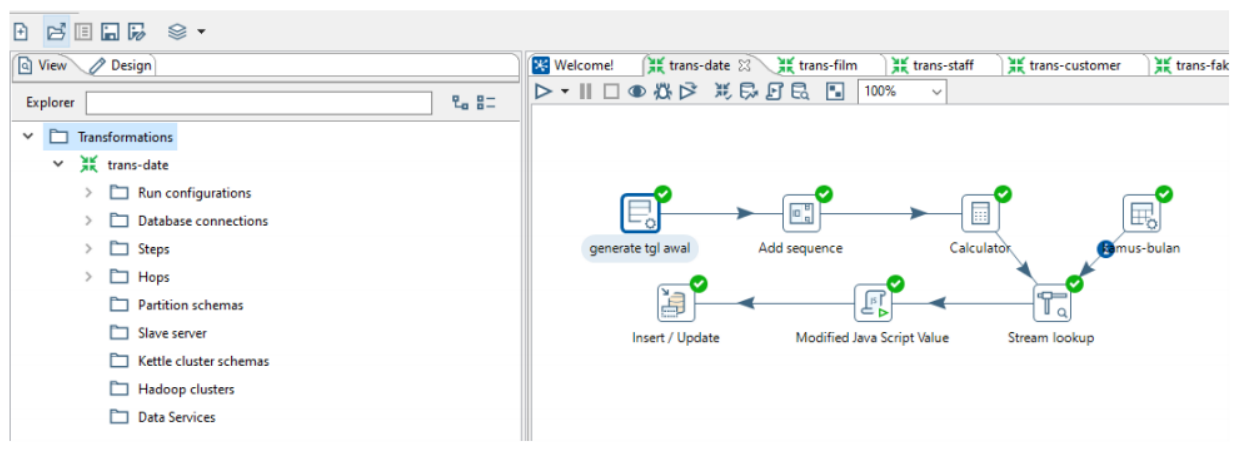 View
Design
Welcome!
trans-date
trans-film
trans-staff
trans-customer
trans-fak
Explorer
100%
Transformations
trans-date
Run configurations
Database connections
Steps
Hops
Partition schemas
Slave server
Kettle cluster schemas
Hadoop clusters
Data Services
generate tgl awal
Add sequence
Calculator
amus-bulan
Insert / Update
Modified Java Script Value
Stream lookup